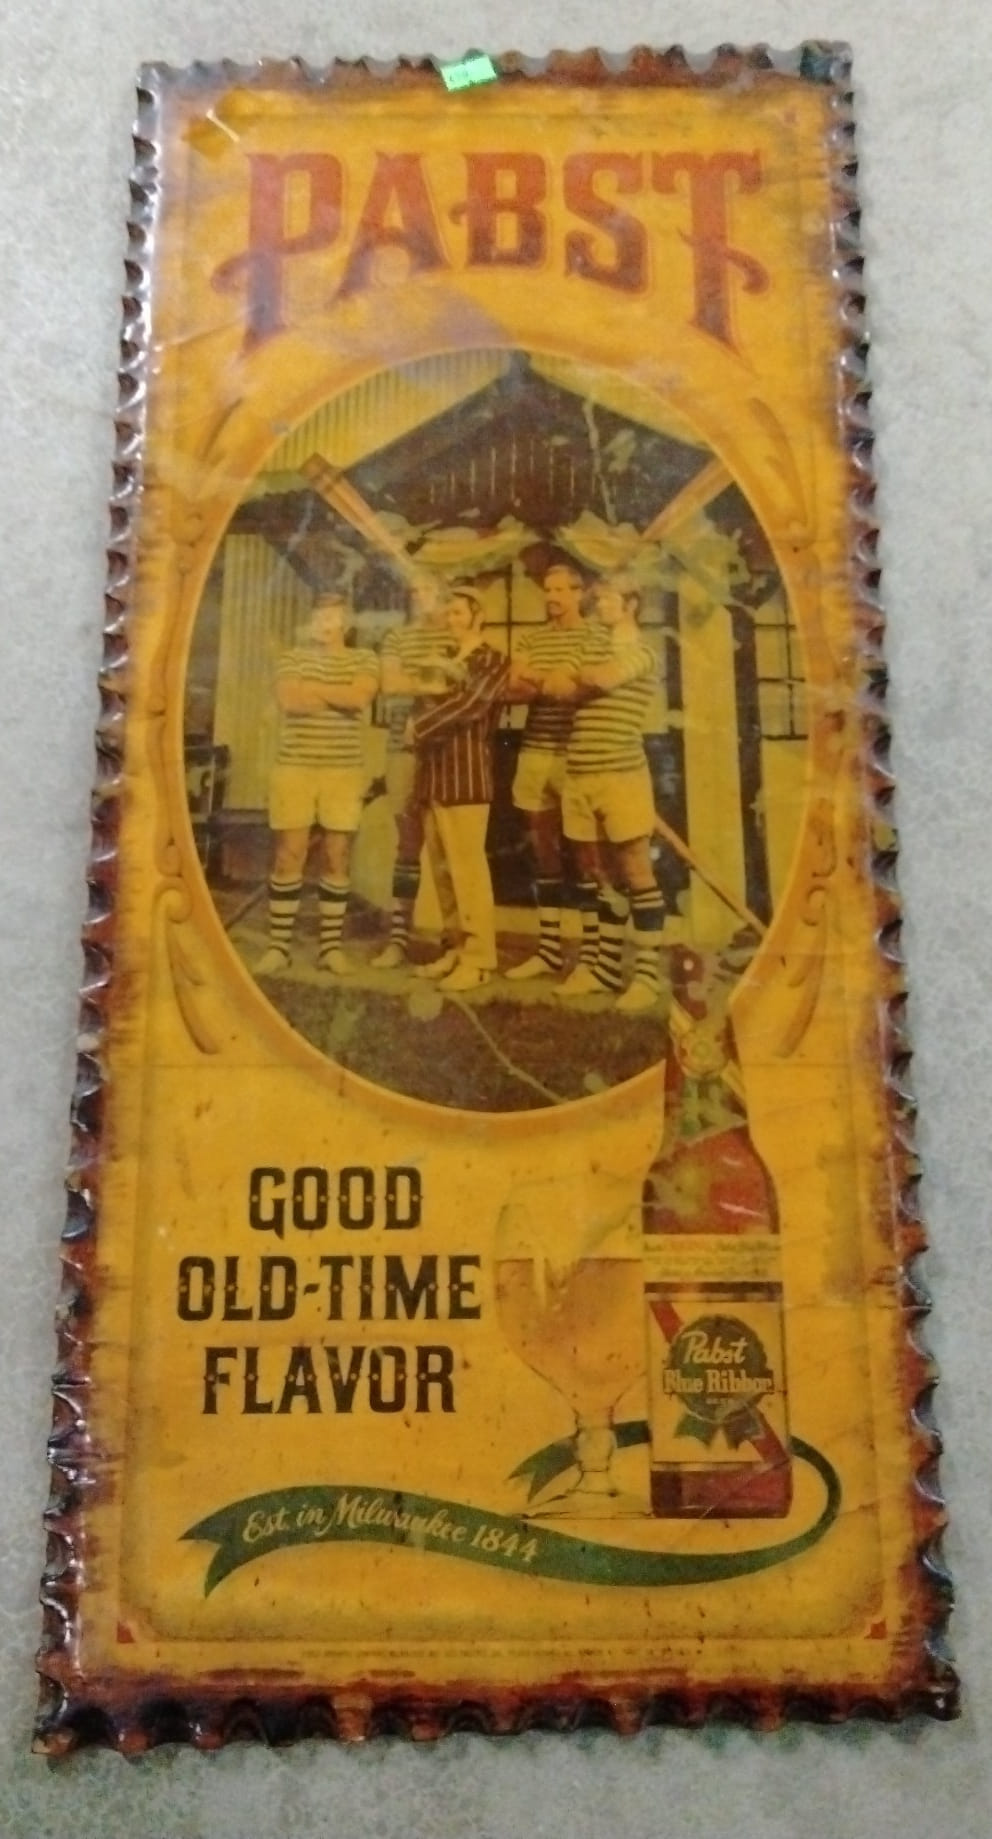 PABST
GOOD
OLD-TIME
FLAVOR
Pabst
Blue Ribbon
Est. in Milwaukee 1844